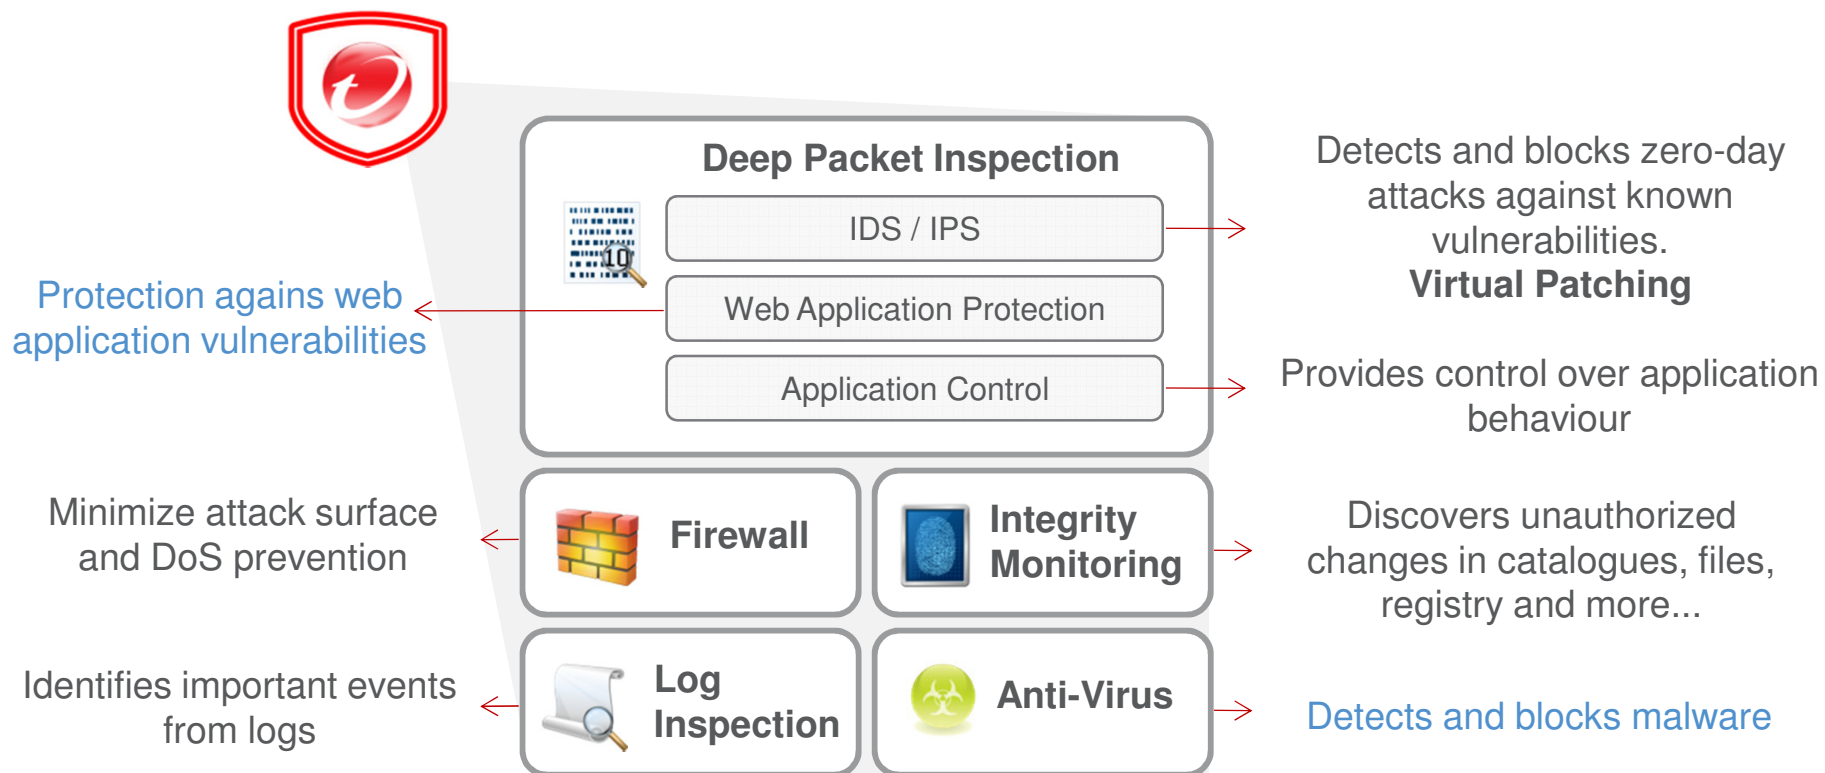 Deep Packet Inspection
IDS / IPS
Web Application Protection
Application Control
Detects and blocks zero-day
attacks against known
vulnerabilities.
Virtual Patching
Protection agains web
application vulnerabilities
Provides control over application
behaviour
Minimize attack surface
and DoS prevention
Firewall
Integrity
Monitoring
Discovers unauthorized
changes in catalogues, files,
registry and more...
Identifies important events
from logs
Log
Inspection
Anti-Virus
Detects and blocks malware
10